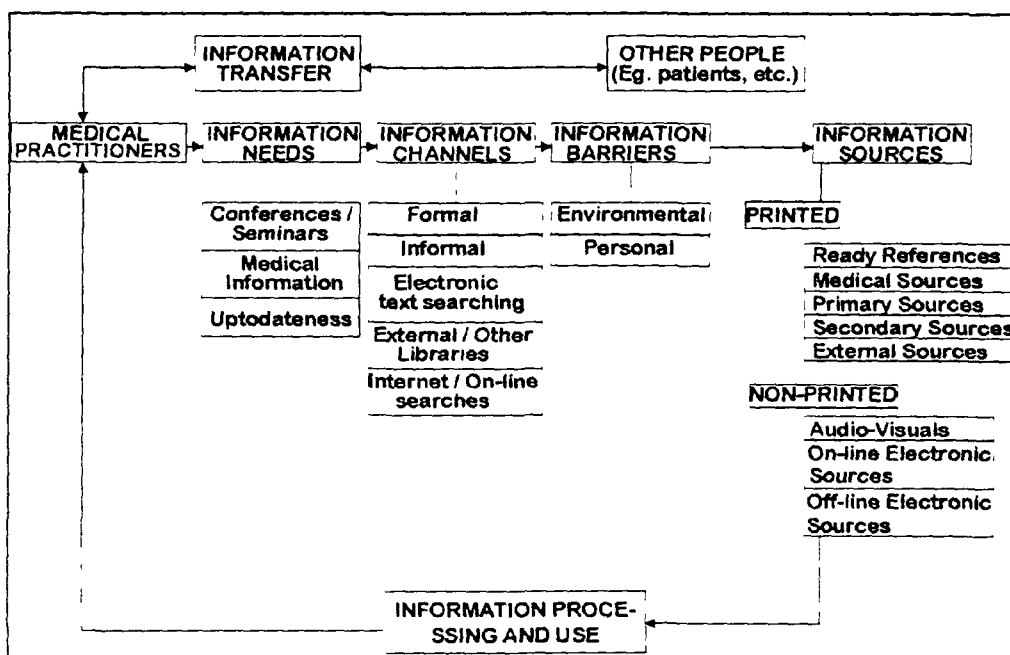 INFORMATION
TRANSFER
OTHER PEOPLE
(Eg. patients, etc.)
MEDICAL
PRACTITIONERS
INFORMATION
NEEDS
INFORMATION
CHANNELS
INFORMATION
BARRIERS
INFORMATION
SOURCES
Conferences /
Seminars
Medical
Information
Uptodateness
Formal
Informal
Electronic
text searching
External / Other
Libraries
Internet / On-line
searches
Environmental
Personal
PRINTED
Ready References
Medical Sources
Primary Sources
Secondary Sources
External Sources
NON-PRINTED
Audio-Visuals
On-line Electronic
Sources
Off-line Electronic
Sources
INFORMATION PROCE-
SSING AND USE